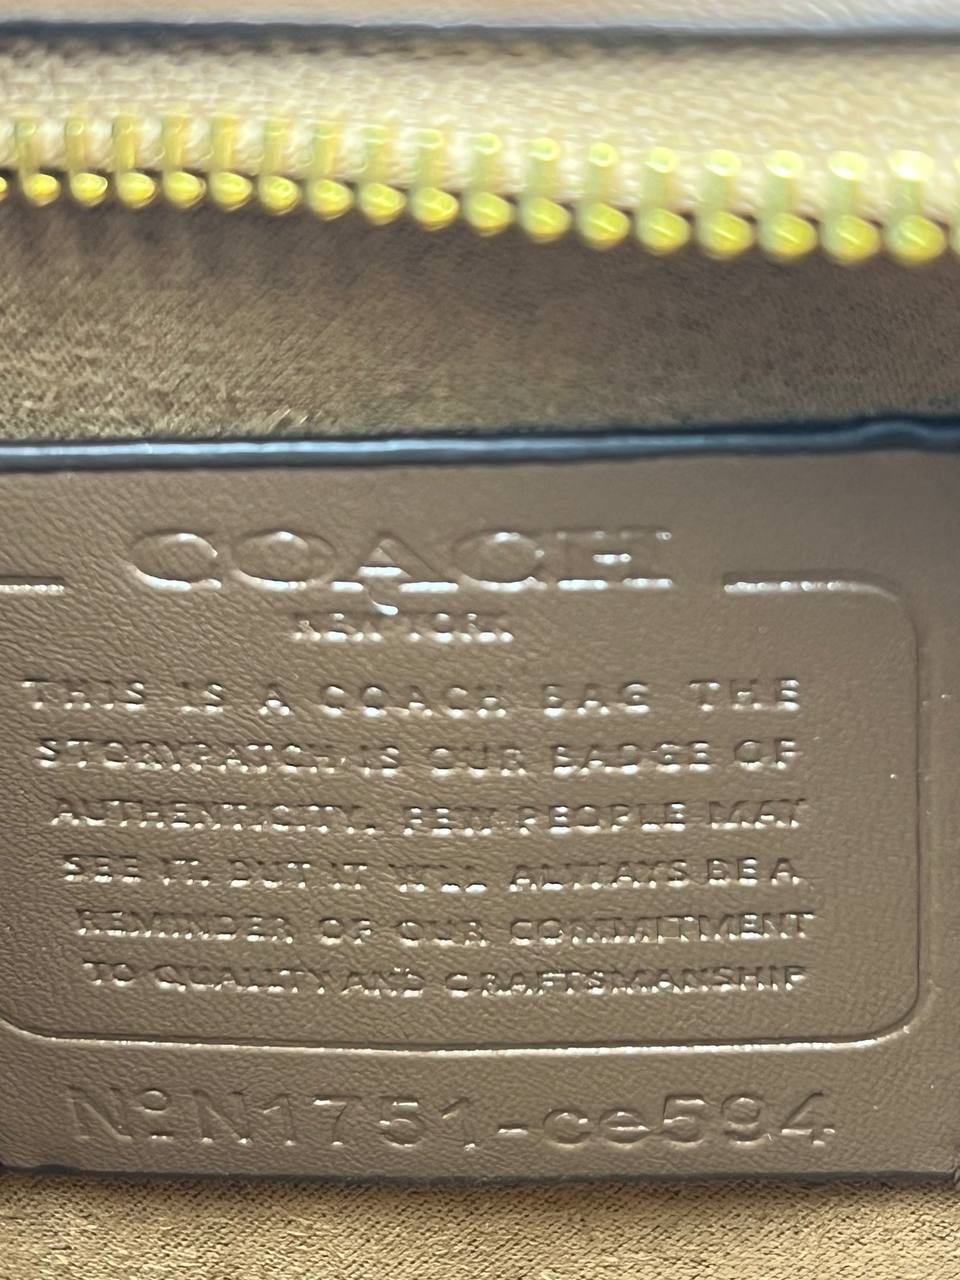 COACH
NEW YORK
THIS IS A COACH BAG THE
STORYPATCH IS OUR BADGE OF
AUTHENTICITY. FEW PEOPLE MAY
SEE IT. BUT IT WILL ALWAYS BE A
REMINDER OF OUR COMMITMENT
TO QUALITY AND CRAFTSMANSHIP
NºN1751-ce594